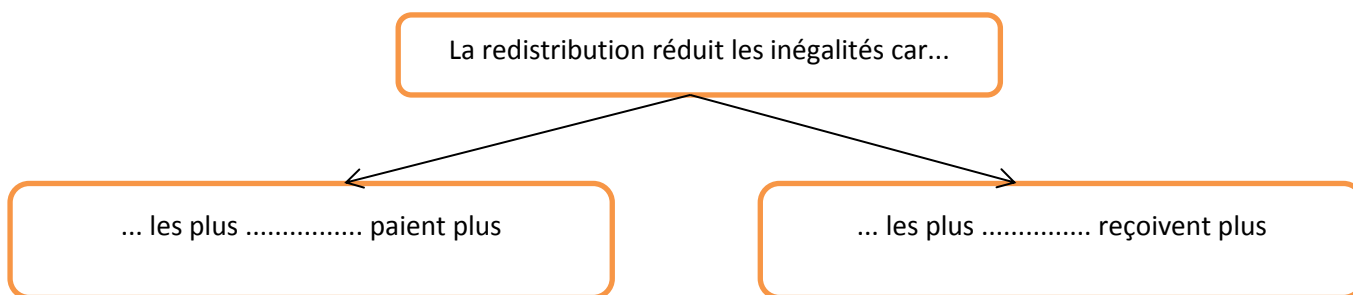 La redistribution réduit les inégalités car...
... les plus ................ paient plus
... les plus ............... reçoivent plus